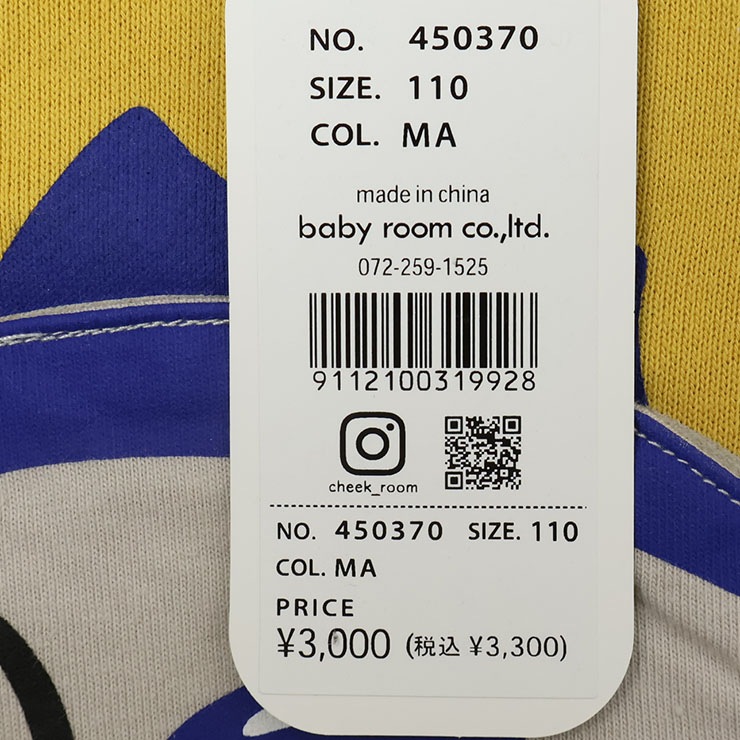 NO. 450370
SIZE. 110
COL. MA
made in china
baby room co.,ltd.
072-259-1525
9112100319928
cheek_room
NO. 450370 SIZE. 110
COL. MA
PRICE
¥3,000 (税込 ¥3,300)